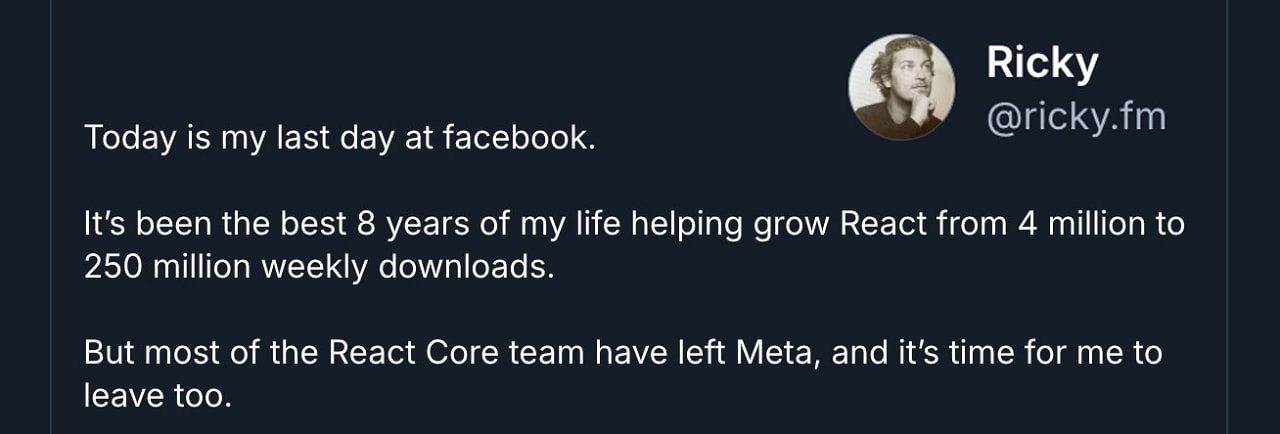 Ricky
@ricky.fm
Today is my last day at facebook.
It’s been the best 8 years of my life helping grow React from 4 million to
250 million weekly downloads.
But most of the React Core team have left Meta, and it’s time for me to
leave too.